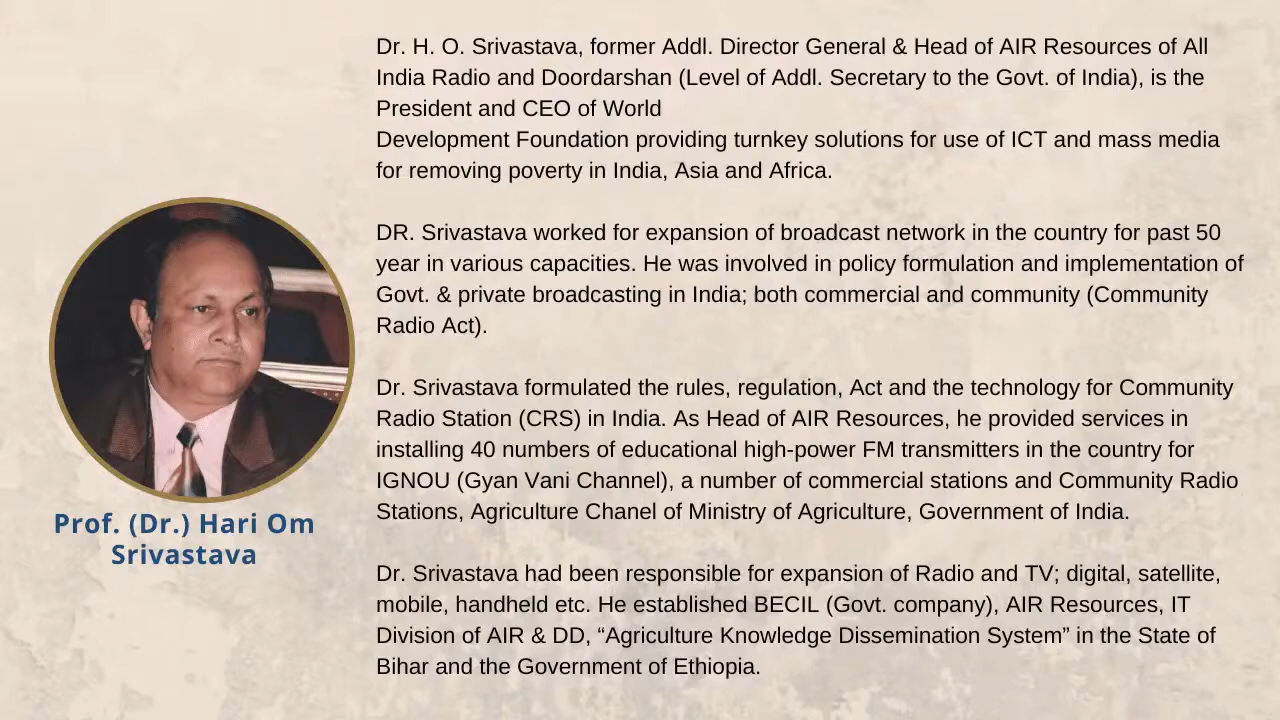 Dr. H. O. Srivastava, former Addl. Director General & Head of AIR Resources of All
India Radio and Doordarshan (Level of Addl. Secretary to the Govt. of India), is the
President and CEO of World
Development Foundation providing turnkey solutions for use of ICT and mass media
for removing poverty in India, Asia and Africa.
DR. Srivastava worked for expansion of broadcast network in the country for past 50
year in various capacities. He was involved in policy formulation and implementation of
Govt. & private broadcasting in India; both commercial and community (Community
Radio Act).
Dr. Srivastava formulated the rules, regulation, Act and the technology for Community
Radio Station (CRS) in India. As Head of AIR Resources, he provided services in
installing 40 numbers of educational high-power FM transmitters in the country for
IGNOU (Gyan Vani Channel), a number of commercial stations and Community Radio
Stations, Agriculture Chanel of Ministry of Agriculture, Government of India.
Dr. Srivastava had been responsible for expansion of Radio and TV; digital, satellite,
mobile, handheld etc. He established BECIL (Govt. company), AIR Resources, IT
Division of AIR & DD, “Agriculture Knowledge Dissemination System” in the State of
Bihar and the Government of Ethiopia.
Prof. (Dr.) Hari Om
Srivastava